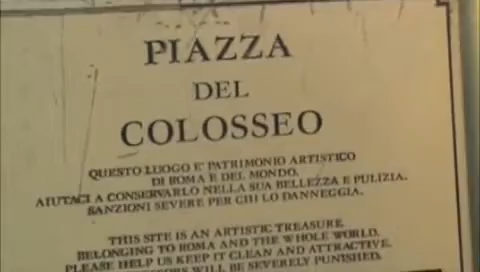 PIAZZA
DEL
COLOSSEO
QUESTO LUOGO E' PATRIMONIO ARTISTICO
DI ROMA E DEL MONDO.
AIUTACI A CONSERVARLO NELLA SUA BELLEZZA E PULIZIA.
SANZIONI SEVERE PER CHI LO DANNEGGIA.
THIS SITE IS AN ARTISTIC TREASURE
BELONGING TO ROMA AND THE WHOLE WORLD.
PLEASE HELP US KEEP IT CLEAN AND ATTRACTIVE.
WILL BE SEVERELY PUNISHED.